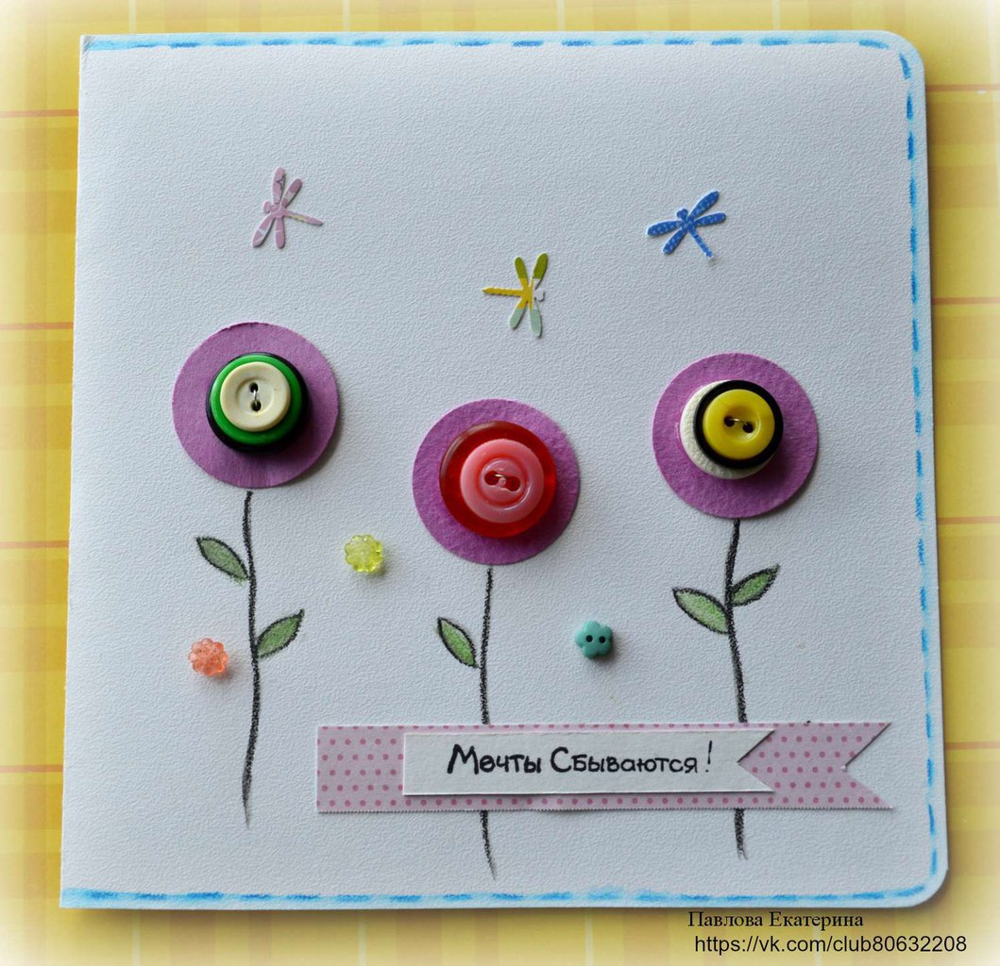 Мечты Сбываются!
Павлова Екатерина
https://vk.com/club80632208